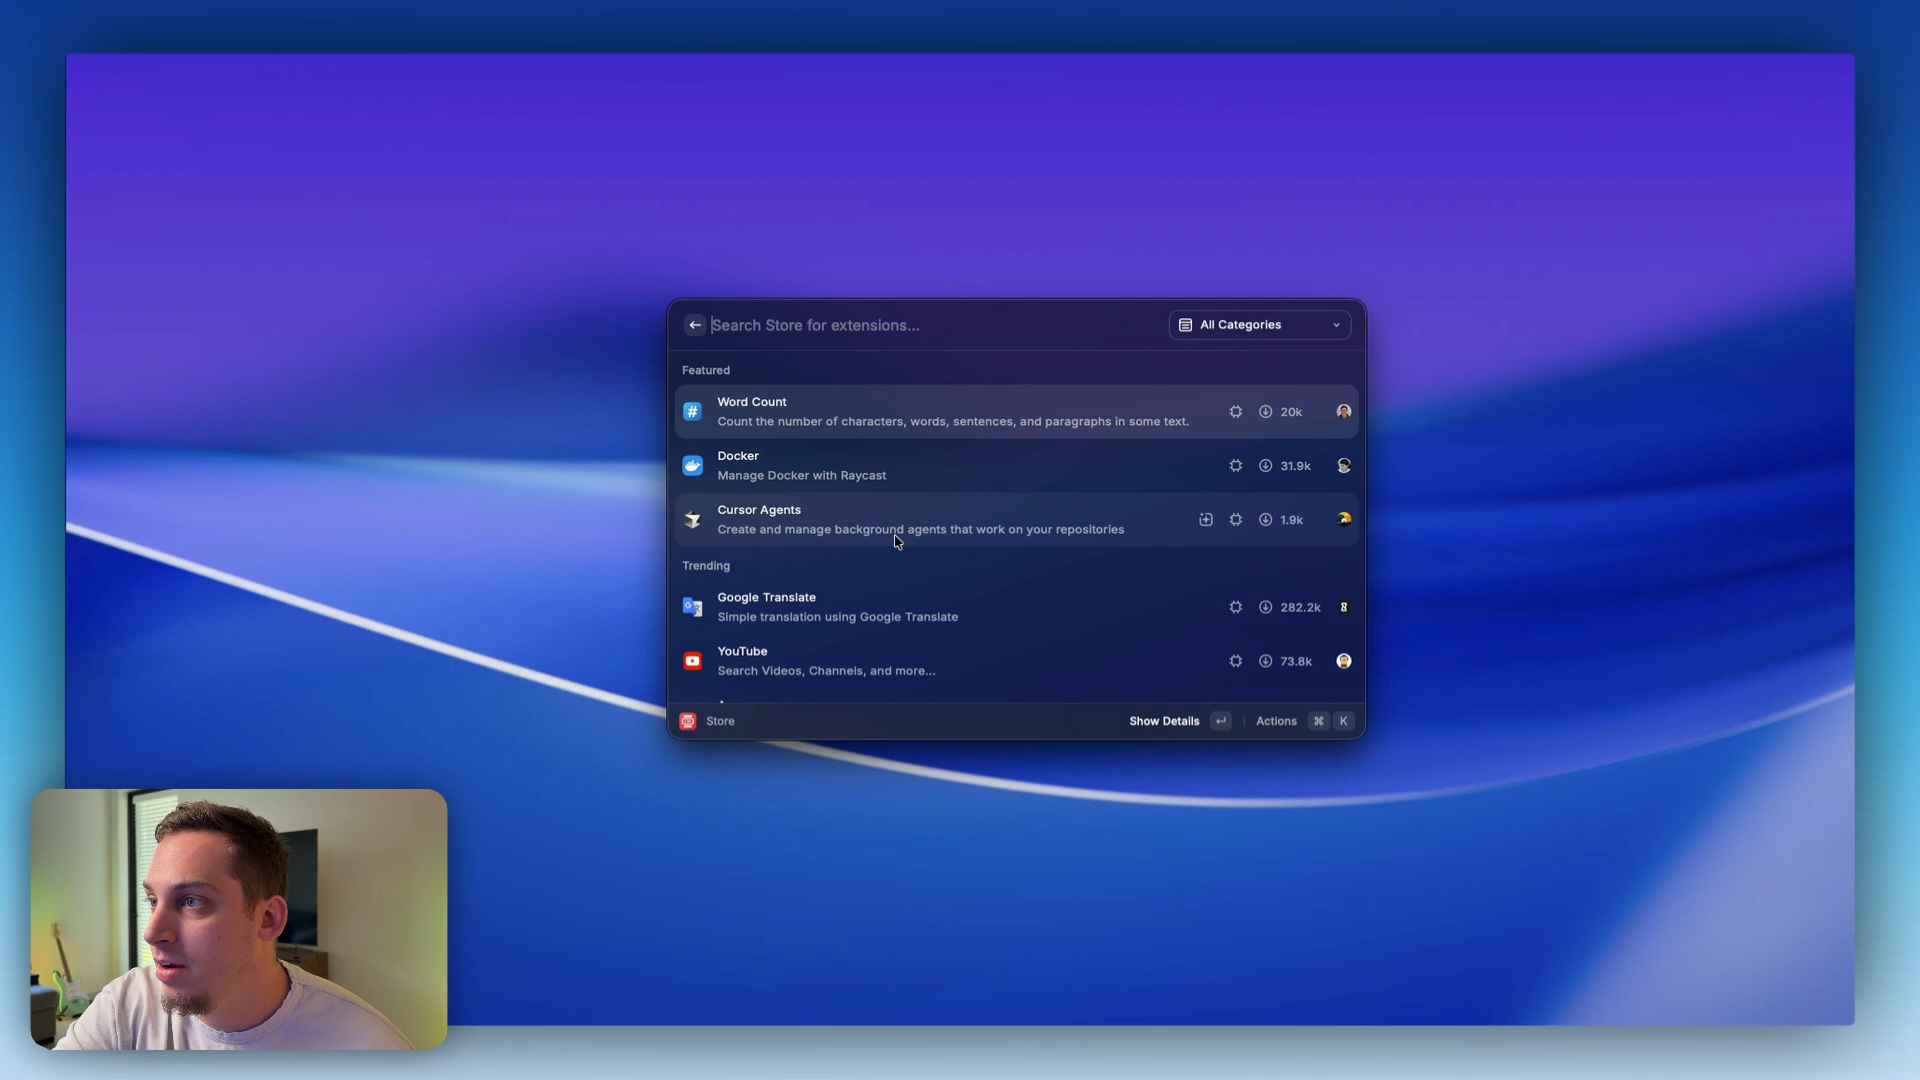 Search Store for extensions...
All Categories
Featured
Word Count
Count the number of characters, words, sentences, and paragraphs in some text.
20k
Docker
Manage Docker with Raycast
31.9k
Cursor Agents
Create and manage background agents that work on your repositories
1.9k
Trending
Google Translate
Simple translation using Google Translate
282.2k
YouTube
Search Videos, Channels, and more...
73.8k
Store
Show Details
Actions
⌘ K